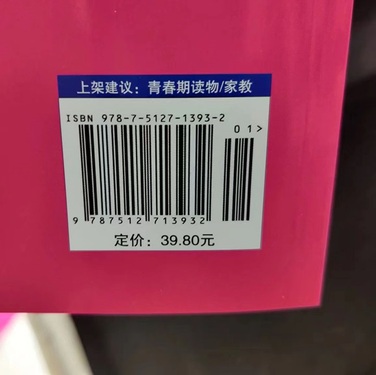 上架建议：青春期读物/家教
ISBN 978-7-5127-1393-2
01>
9 787512 713932
定价：39.80元